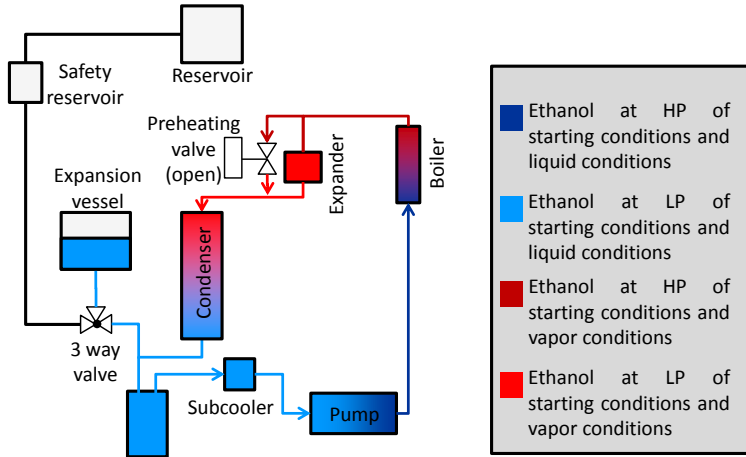 Safety
reservoir
Reservoir
Preheating
valve
(open)
Expander
Boiler
Expansion
vessel
Condenser
3 way
valve
Subcooler
Pump
Ethanol at HP of
starting conditions and
liquid conditions
Ethanol at LP of
starting conditions and
liquid conditions
Ethanol at HP of
starting conditions and
vapor conditions
Ethanol at LP of
starting conditions and
vapor conditions